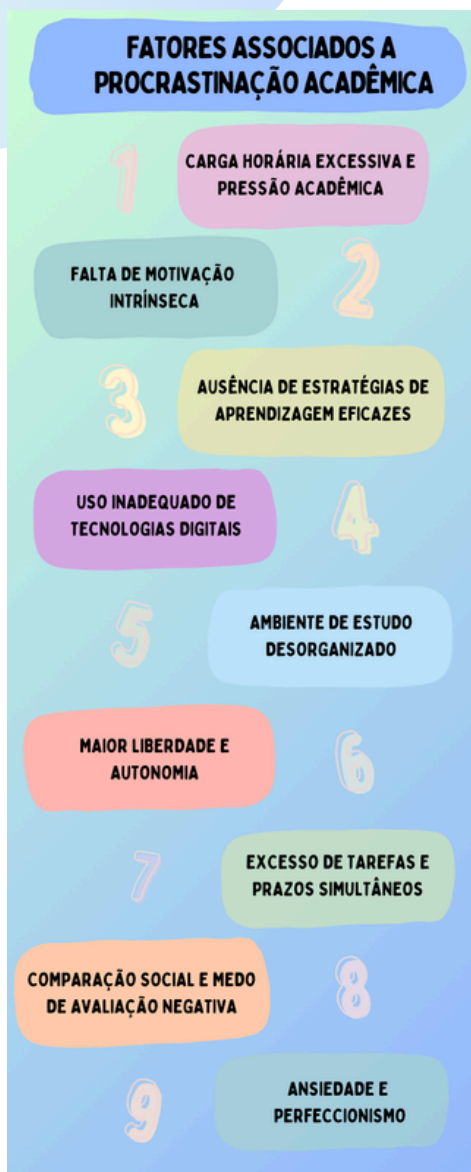 FATORES ASSOCIADOS A
PROCRASTINAÇÃO ACADÊMICA
1
CARGA HORÁRIA EXCESSIVA E
PRESSÃO ACADÊMICA
FALTA DE MOTIVAÇÃO
INTRÍNSECA
2
3
AUSÊNCIA DE ESTRATÉGIAS DE
APRENDIZAGEM EFICAZES
USO INADEQUADO DE
TECNOLOGIAS DIGITAIS
4
5
AMBIENTE DE ESTUDO
DESORGANIZADO
MAIOR LIBERDADE E
AUTONOMIA
6
7
EXCESSO DE TAREFAS E
PRAZOS SIMULTÂNEOS
COMPARAÇÃO SOCIAL E MEDO
DE AVALIAÇÃO NEGATIVA
8
9
ANSIEDADE E
PERFECCIONISMO